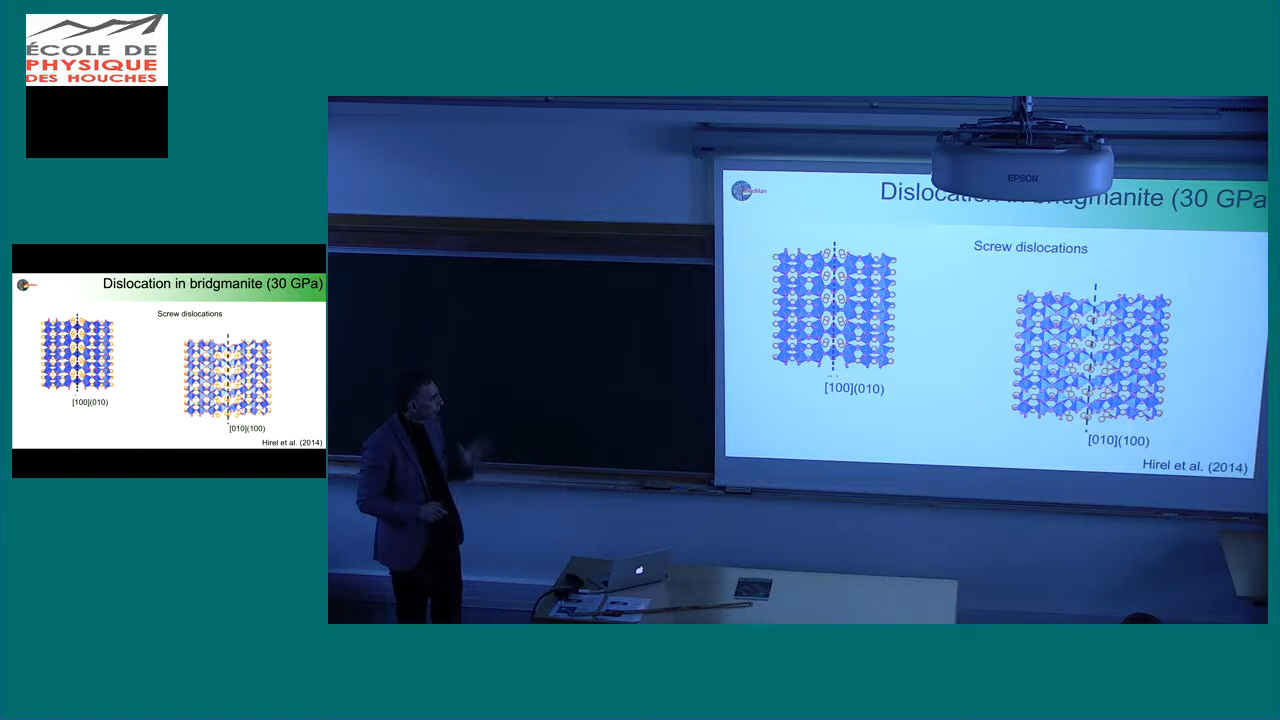 ÉCOLE DE
PHYSIQUE
DES HOUCHES
Dislocation in bridgmanite (30 GPa)
Screw dislocations
[100](010)
[010](100)
Hirel et al. (2014)
EPSON
Dislocation in bridgmanite (30 GPa
Screw dislocations
[100](010)
[010](100)
Hirel et al. (2014)